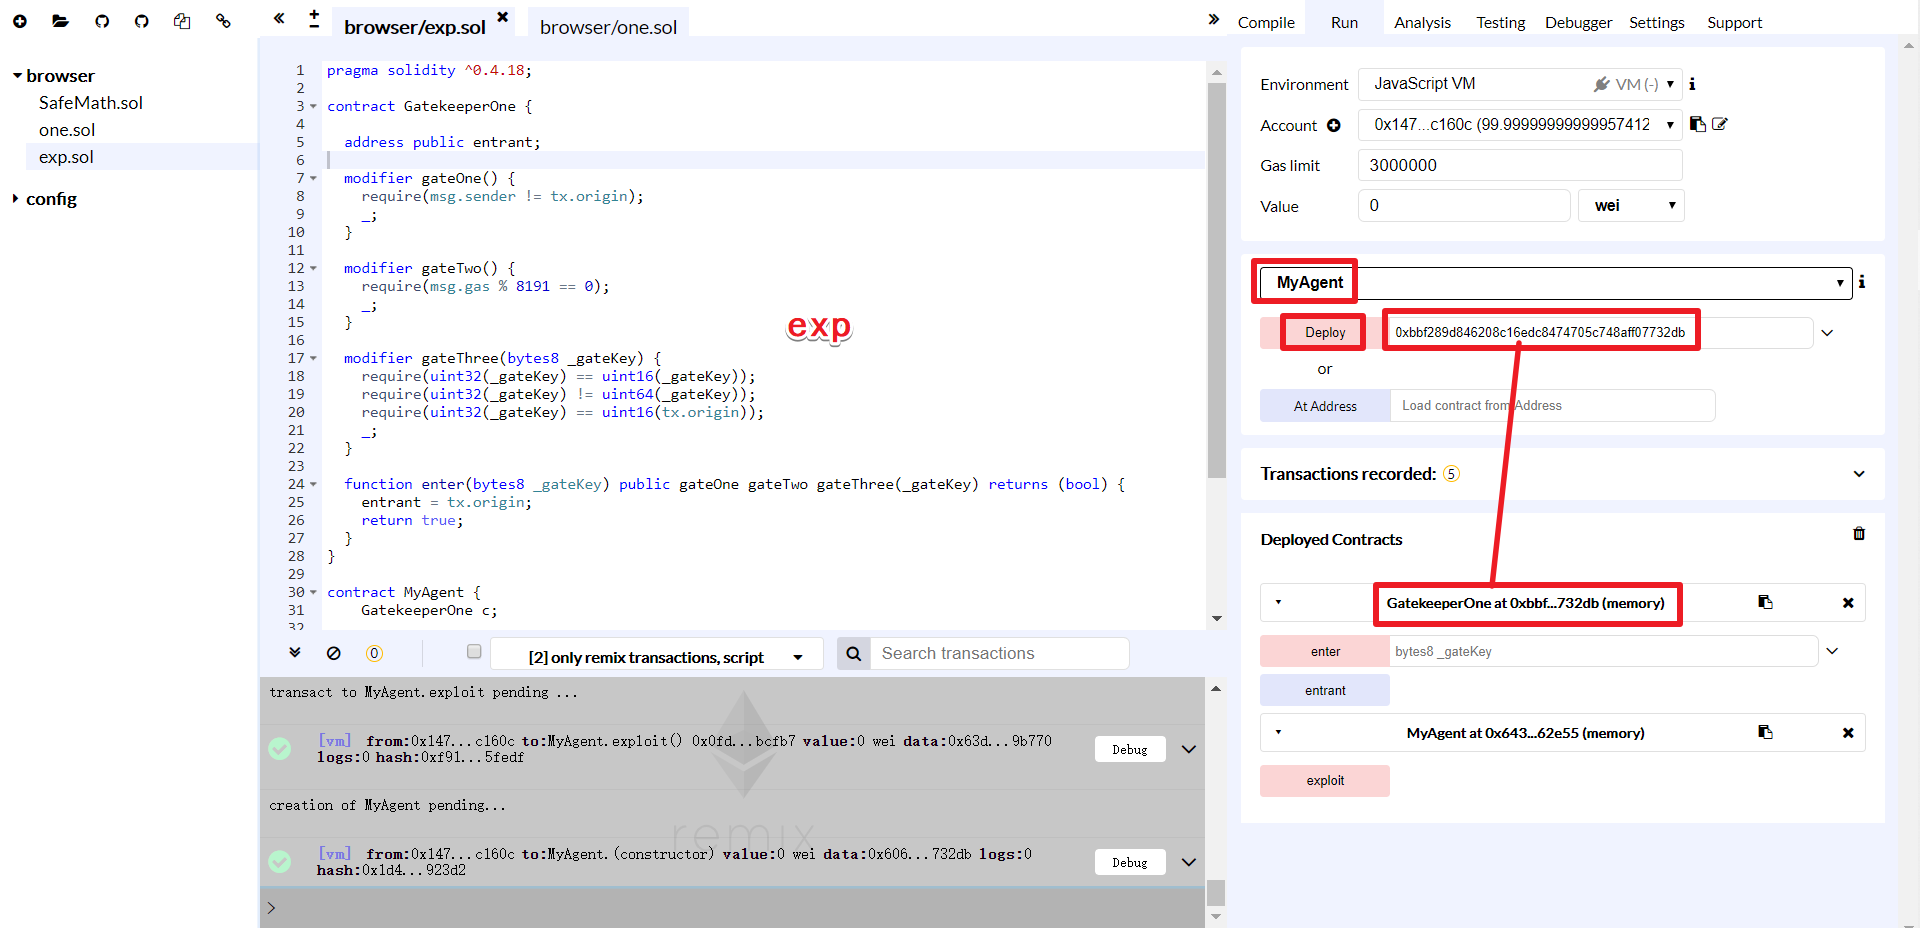 browser
SafeMath.sol
one.sol
exp.sol
config
browser/exp.sol
browser/one.sol
1 pragma solidity ^0.4.18;
2
3 contract GatekeeperOne {
4
5 address public entrant;
6
7 modifier gateOne() {
8 require(msg.sender != tx.origin);
9 _;
10 }
11
12 modifier gateTwo() {
13 require(msg.gas % 8191 == 0);
14 _;
15 }
16
17 modifier gateThree(bytes8 _gateKey) {
18 require(uint32(_gateKey) == uint16(_gateKey));
19 require(uint32(_gateKey) != uint64(_gateKey));
20 require(uint32(_gateKey) == uint16(tx.origin));
21 _;
22 }
23
24 function enter(bytes8 _gateKey) public gateOne gateTwo gateThree(_gateKey) returns (bool) {
25 entrant = tx.origin;
26 return true;
27 }
28 }
29
30 contract MyAgent {
31 GatekeeperOne c;
32
exp
0
[2] only remix transactions, script
Search transactions
transact to MyAgent.exploit pending ...
[vm] from:0x147...c160c to:MyAgent.exploit() 0x0fd...bcfb7 value:0 wei data:0x63d...9b770
logs:0 hash:0xf91...5fedf
Debug
creation of MyAgent pending...
remix
[vm] from:0x147...c160c to:MyAgent.(constructor) value:0 wei data:0x606...732db logs:0
hash:0x1d4...923d2
Debug
>
Compile Run Analysis Testing Debugger Settings Support
Environment JavaScript VM VM (-)
Account 0x147...c160c (99.99999999999957412
Gas limit 3000000
Value 0 wei
MyAgent
Deploy 0xbbf289d846208c16edc8474705c748aff07732db
or
At Address Load contract from Address
Transactions recorded: 5
Deployed Contracts
GatekeeperOne at 0xbbf...732db (memory)
enter bytes8 _gateKey
entrant
MyAgent at 0x643...62e55 (memory)
exploit